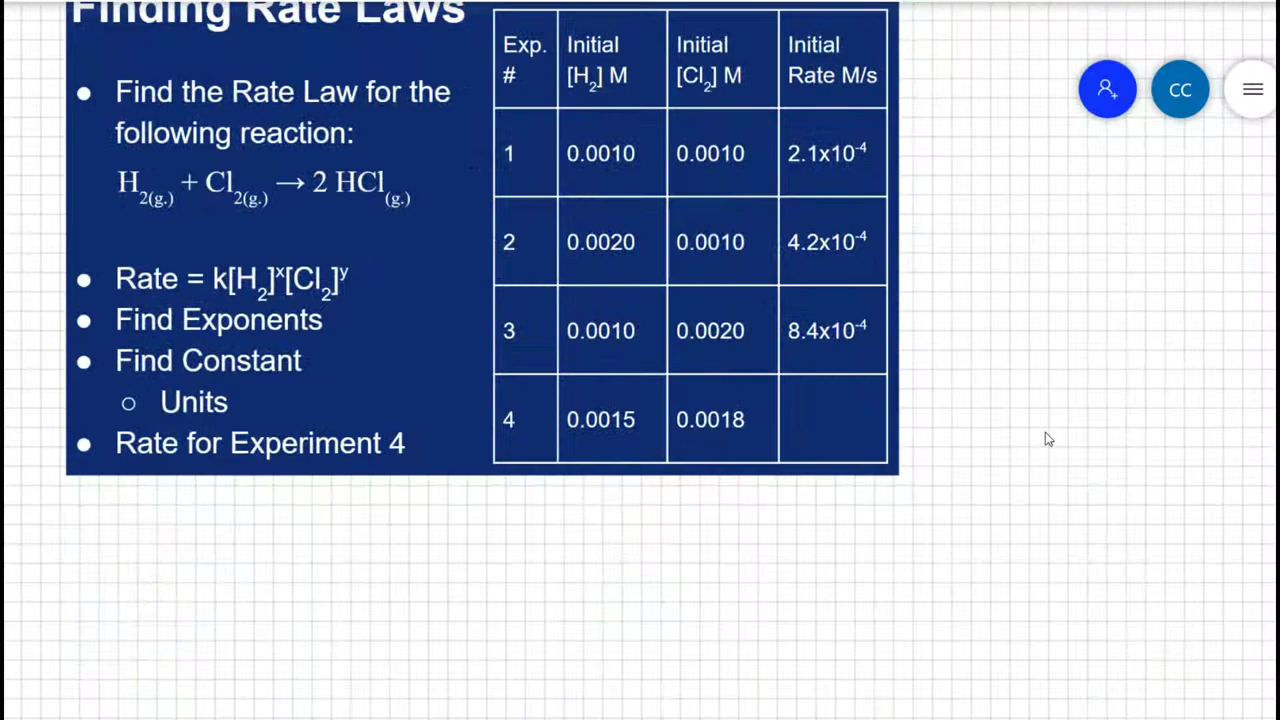 Finding Rate Laws
● Find the Rate Law for the
following reaction:
H2(g.) + Cl2(g.) → 2 HCl(g.)
● Rate = k[H2]ˣ[Cl2]ʸ
● Find Exponents
● Find Constant
○ Units
● Rate for Experiment 4
Exp. # Initial [H2] M Initial [Cl2] M Initial Rate M/s
1 0.0010 0.0010 2.1x10⁻⁴
2 0.0020 0.0010 4.2x10⁻⁴
3 0.0010 0.0020 8.4x10⁻⁴
4 0.0015 0.0018
CC